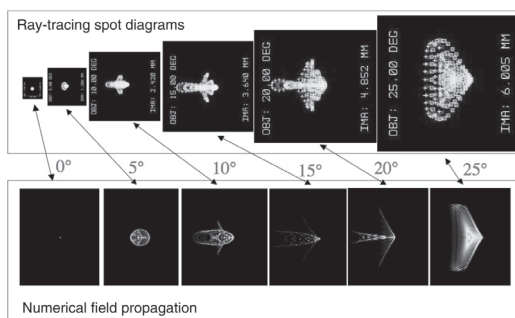 Ray-tracing spot diagrams
OBJ: 10.00 DEG
IMA: 2.420 MM
OBJ: 15.00 DEG
IMA: 3.640 MM
OBJ: 20.00 DEG
IMA: 4.852 MM
OBJ: 25.00 DEG
IMA: 6.005 MM
0°
5°
10°
15°
20°
25°
Numerical field propagation